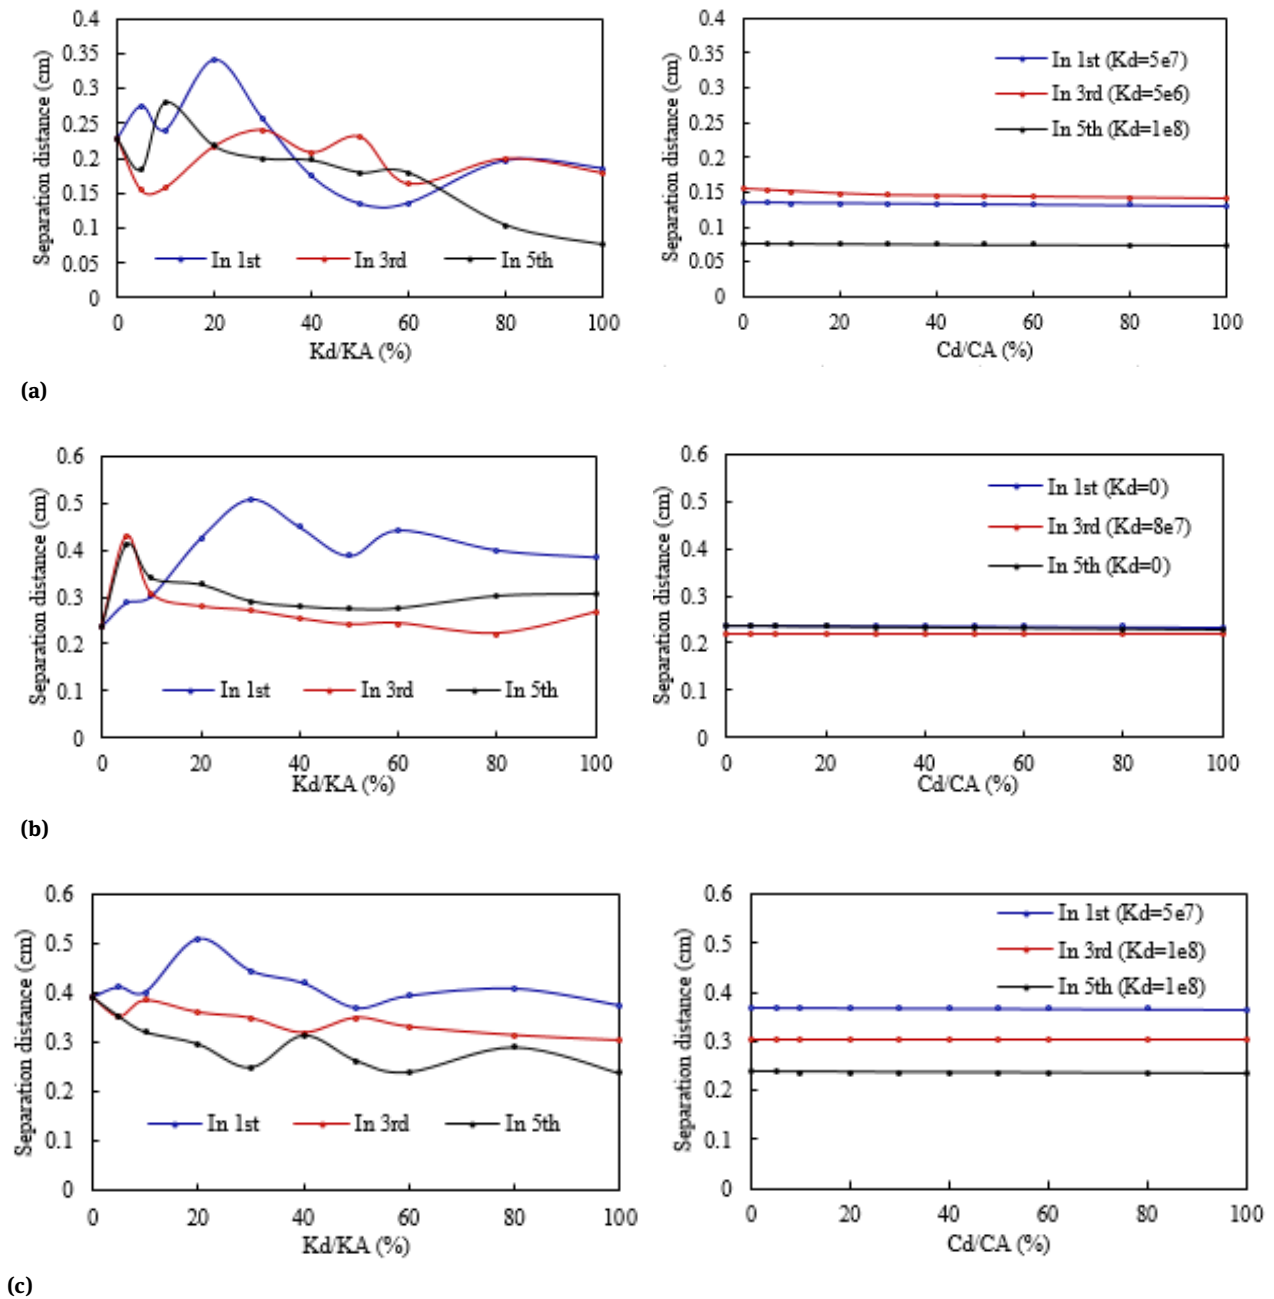 0.4
0.35
0.3
0.25
0.2
0.15
0.1
0.05
0
Separation distance (cm)
In 1st In 3rd In 5th
0 20 40 60 80 100
Kd/KA (%)
0.4
0.35
0.3
0.25
0.2
0.15
0.1
0.05
0
Separation distance (cm)
In 1st (Kd=5e7)
In 3rd (Kd=5e6)
In 5th (Kd=1e8)
0 20 40 60 80 100
Cd/CA (%)
(a)
0.6
0.5
0.4
0.3
0.2
0.1
0
Separation distance (cm)
In 1st In 3rd In 5th
0 20 40 60 80 100
Kd/KA (%)
0.6
0.5
0.4
0.3
0.2
0.1
0
Separation distance (cm)
In 1st (Kd=0)
In 3rd (Kd=8e7)
In 5th (Kd=0)
0 20 40 60 80 100
Cd/CA (%)
(b)
0.6
0.5
0.4
0.3
0.2
0.1
0
Separation distance (cm)
In 1st In 3rd In 5th
0 20 40 60 80 100
Kd/KA (%)
0.6
0.5
0.4
0.3
0.2
0.1
0
Separation distance (cm)
In 1st (Kd=5e7)
In 3rd (Kd=1e8)
In 5th (Kd=1e8)
0 20 40 60 80 100
Cd/CA (%)
(c)